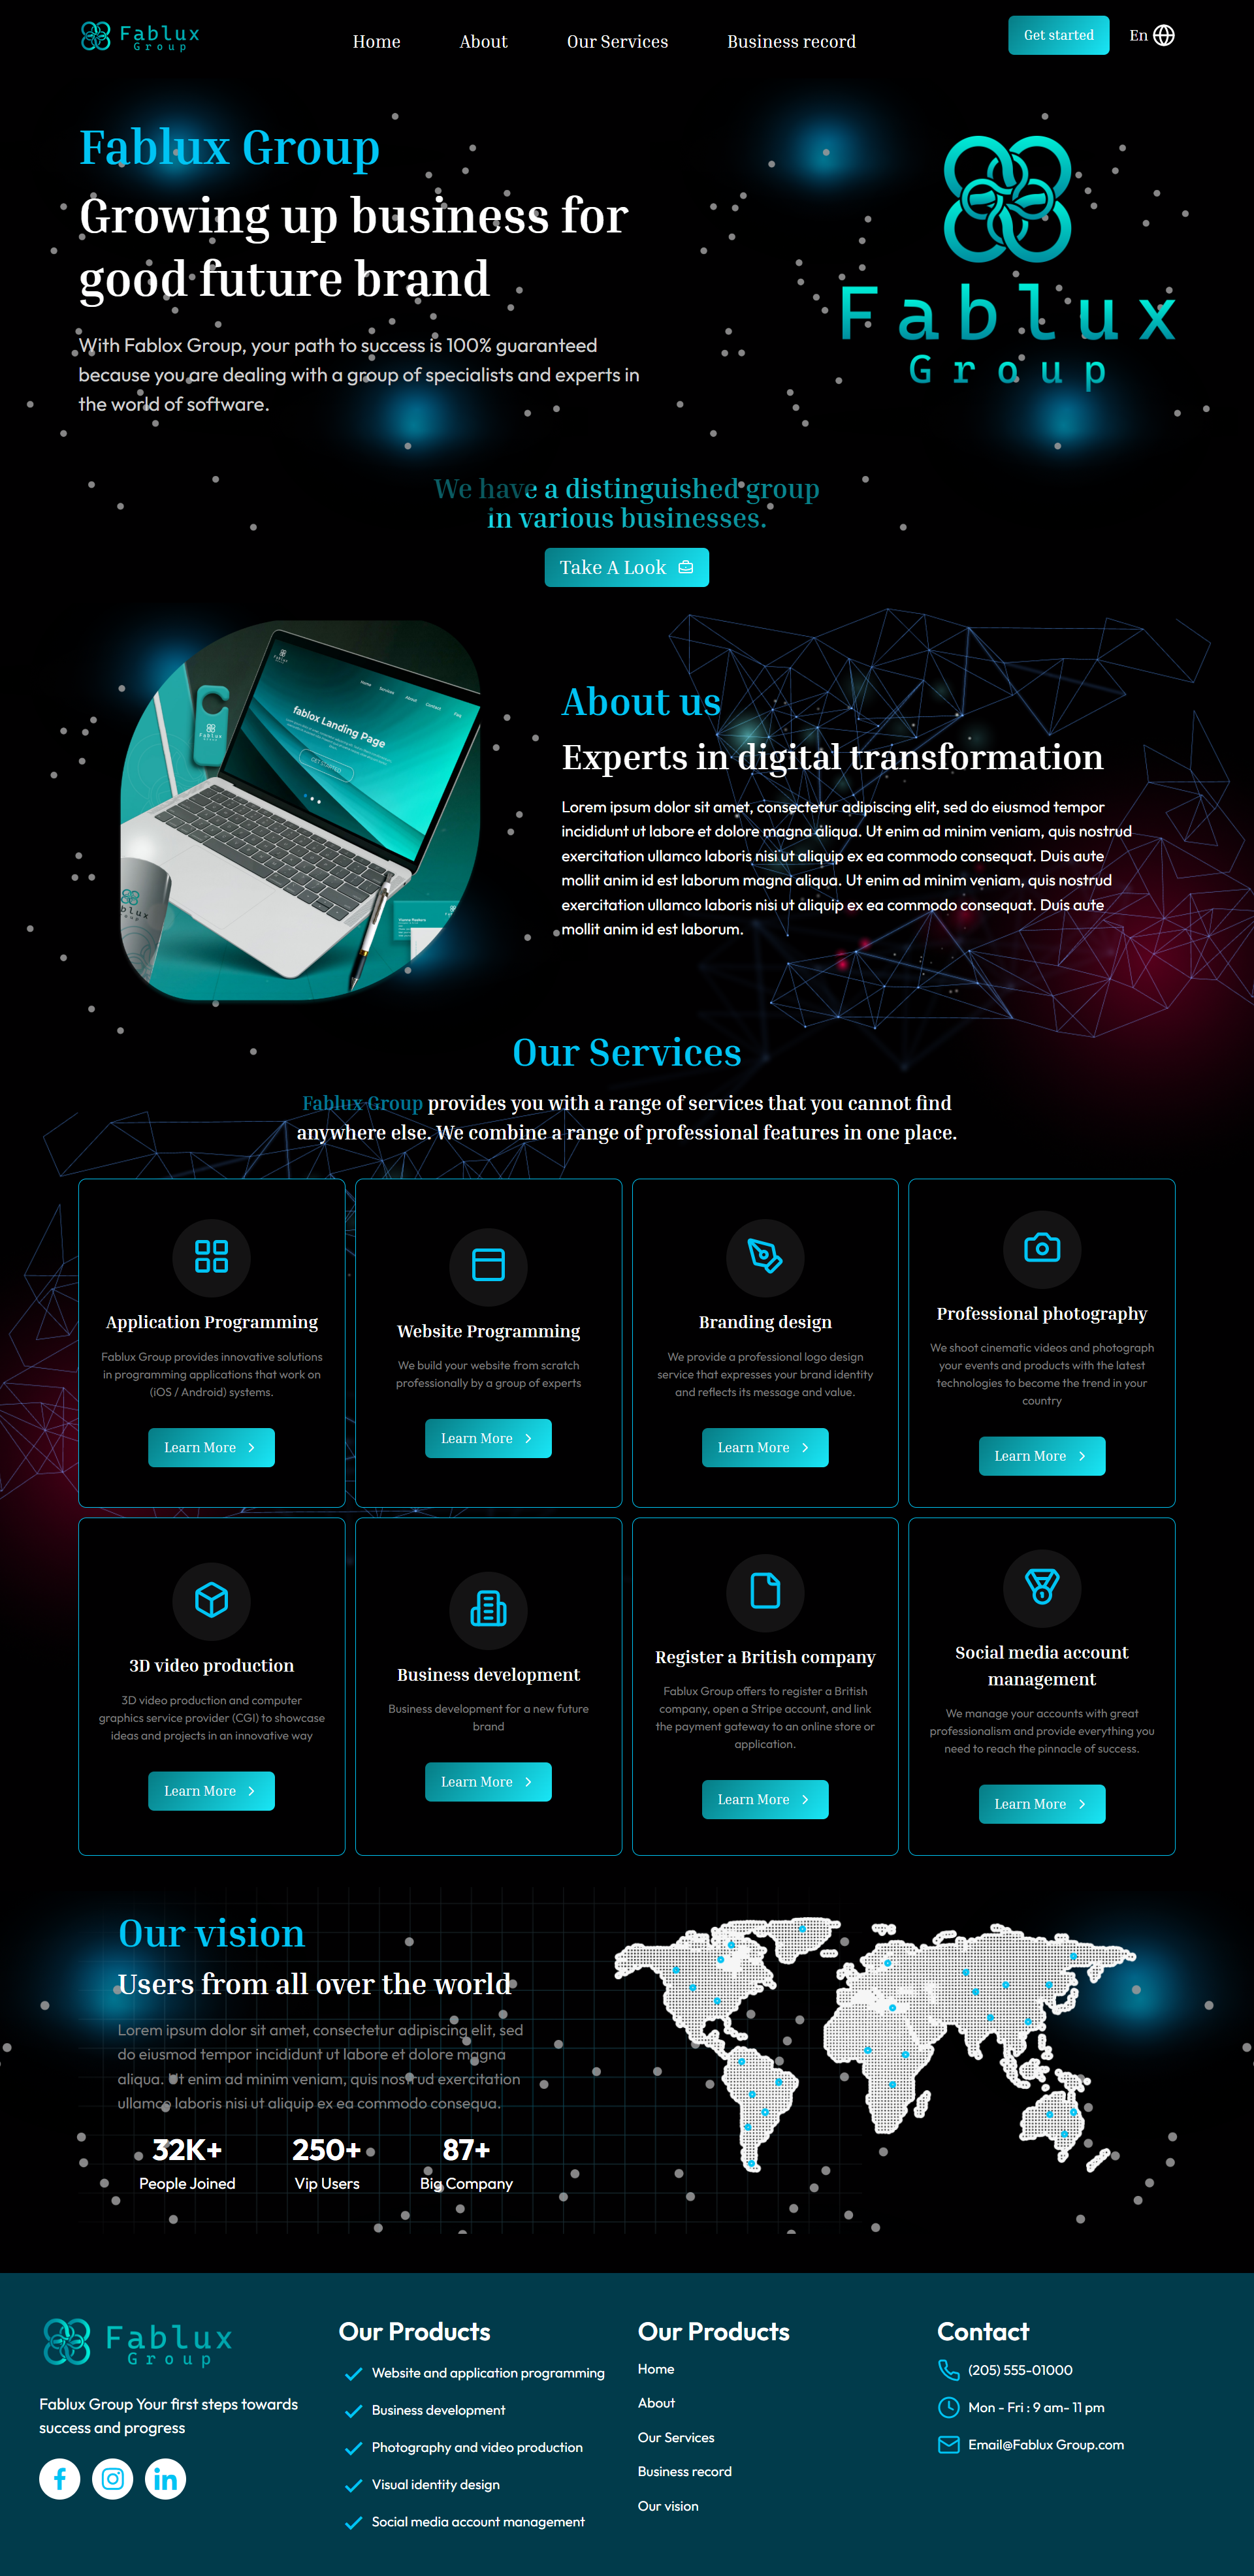 Fablux
Group
Home
About
Our Services
Business record
Get started
En
Fablux Group
Growing up business for
good future brand
With Fablox Group, your path to success is 100% guaranteed
because you are dealing with a group of specialists and experts in
the world of software.
Fablux
Group
We have a distinguished group
in various businesses.
Take A Look
Home
Services
About
Contact
Faq
fablox Landing Page
GET STARTED
About us
Experts in digital transformation
Lorem ipsum dolor sit amet, consectetur adipiscing elit, sed do eiusmod tempor
incididunt ut labore et dolore magna aliqua. Ut enim ad minim veniam, quis nostrud
exercitation ullamco laboris nisi ut aliquip ex ea commodo consequat. Duis aute
mollit anim id est laborum magna aliqua. Ut enim ad minim veniam, quis nostrud
exercitation ullamco laboris nisi ut aliquip ex ea commodo consequat. Duis aute
mollit anim id est laborum.
Our Services
Fablux Group provides you with a range of services that you cannot find
anywhere else. We combine a range of professional features in one place.
Application Programming
Fablux Group provides innovative solutions
in programming applications that work on
(iOS / Android) systems.
Learn More
Website Programming
We build your website from scratch
professionally by a group of experts
Learn More
Branding design
We provide a professional logo design
service that expresses your brand identity
and reflects its message and value.
Learn More
Professional photography
We shoot cinematic videos and photograph
your events and products with the latest
technologies to become the trend in your
country
Learn More
3D video production
3D video production and computer
graphics service provider (CGI) to showcase
ideas and projects in an innovative way
Learn More
Business development
Business development for a new future
brand
Learn More
Register a British company
Fablux Group offers to register a British
company, open a Stripe account, and link
the payment gateway to an online store or
application.
Learn More
Social media account
management
We manage your accounts with great
professionalism and provide everything you
need to reach the pinnacle of success.
Learn More
Our vision
Users from all over the world
Lorem ipsum dolor sit amet, consectetur adipiscing elit, sed
do eiusmod tempor incididunt ut labore et dolore magna
aliqua. Ut enim ad minim veniam, quis nostrud exercitation
ullamco laboris nisi ut aliquip ex ea commodo consequa.
32K+
People Joined
250+
Vip Users
87+
Big Company
Fablux
Group
Fablux Group Your first steps towards
success and progress
Our Products
Website and application programming
Business development
Photography and video production
Visual identity design
Social media account management
Our Products
Home
About
Our Services
Business record
Our vision
Contact
(205) 555-01000
Mon - Fri : 9 am- 11 pm
Email@Fablux Group.com